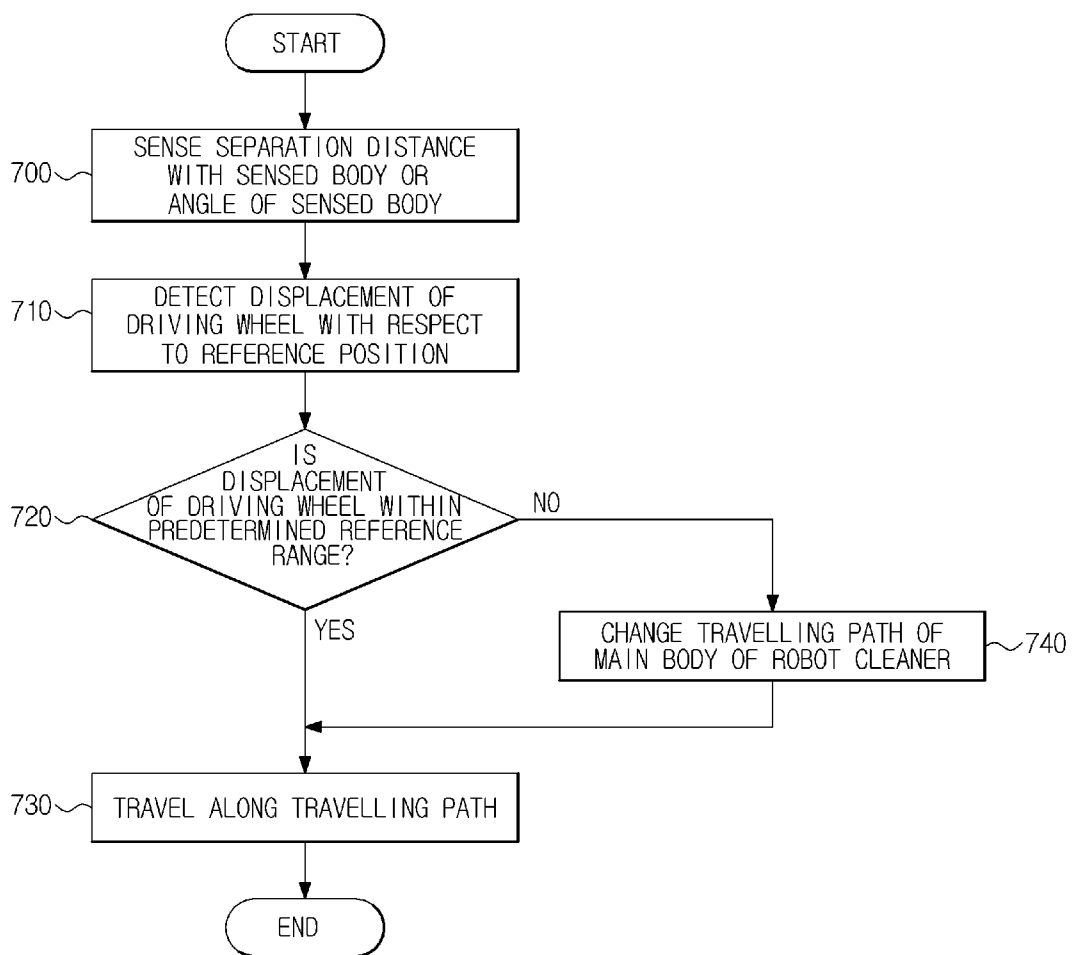 START
700
SENSE SEPARATION DISTANCE
WITH SENSED BODY OR
ANGLE OF SENSED BODY
710
DETECT DISPLACEMENT OF
DRIVING WHEEL WITH RESPECT
TO REFERENCE POSITION
720
IS
DISPLACEMENT
OF DRIVING WHEEL WITHIN
PREDETERMINED REFERENCE
RANGE?
NO
YES
CHANGE TRAVELLING PATH OF
MAIN BODY OF ROBOT CLEANER
740
730
TRAVEL ALONG TRAVELLING PATH
END